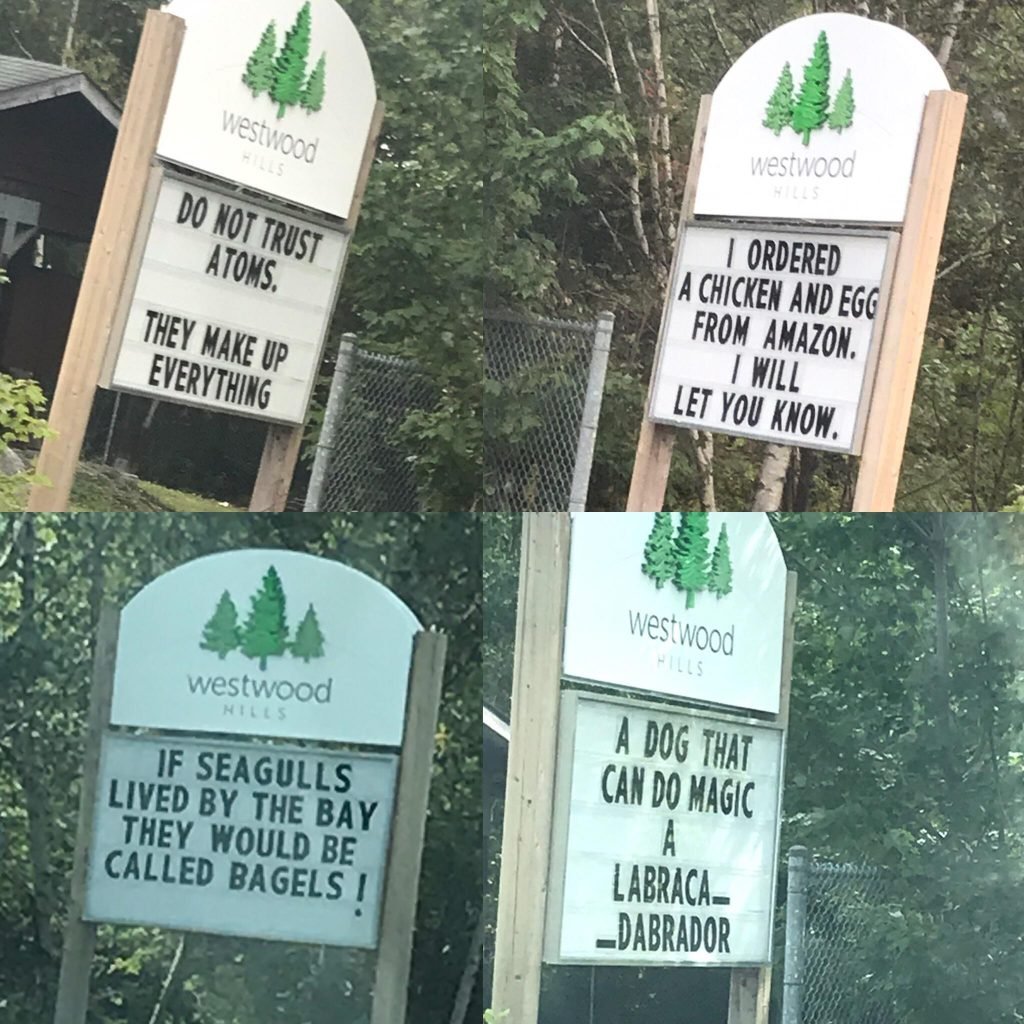 westwood
HILLS
DO NOT TRUST
ATOMS.
THEY MAKE UP
EVERYTHING
westwood
HILLS
I ORDERED
A CHICKEN AND EGG
FROM AMAZON.
I WILL
LET YOU KNOW.
westwood
HILLS
IF SEAGULLS
LIVED BY THE BAY
THEY WOULD BE
CALLED BAGELS !
westwood
HILLS
A DOG THAT
CAN DO MAGIC
A
LABRACA_
_DABRADOR